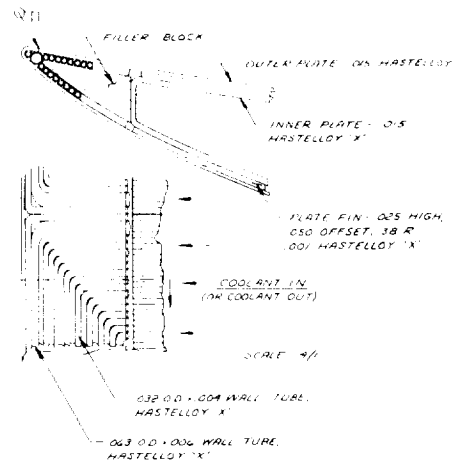 FILLER BLOCK
OUTER PLATE .015 HASTELLOY
INNER PLATE - .015
HASTELLOY 'X'
PLATE FIN - .025 HIGH,
.050 OFFSET, 38 R
.001 HASTELLOY 'X'
COOLANT IN
(OR COOLANT OUT)
SCALE 4/1
.032 O.D × .004 WALL TUBE,
HASTELLOY 'X'
.063 O.D × .006 WALL TUBE,
HASTELLOY 'X'